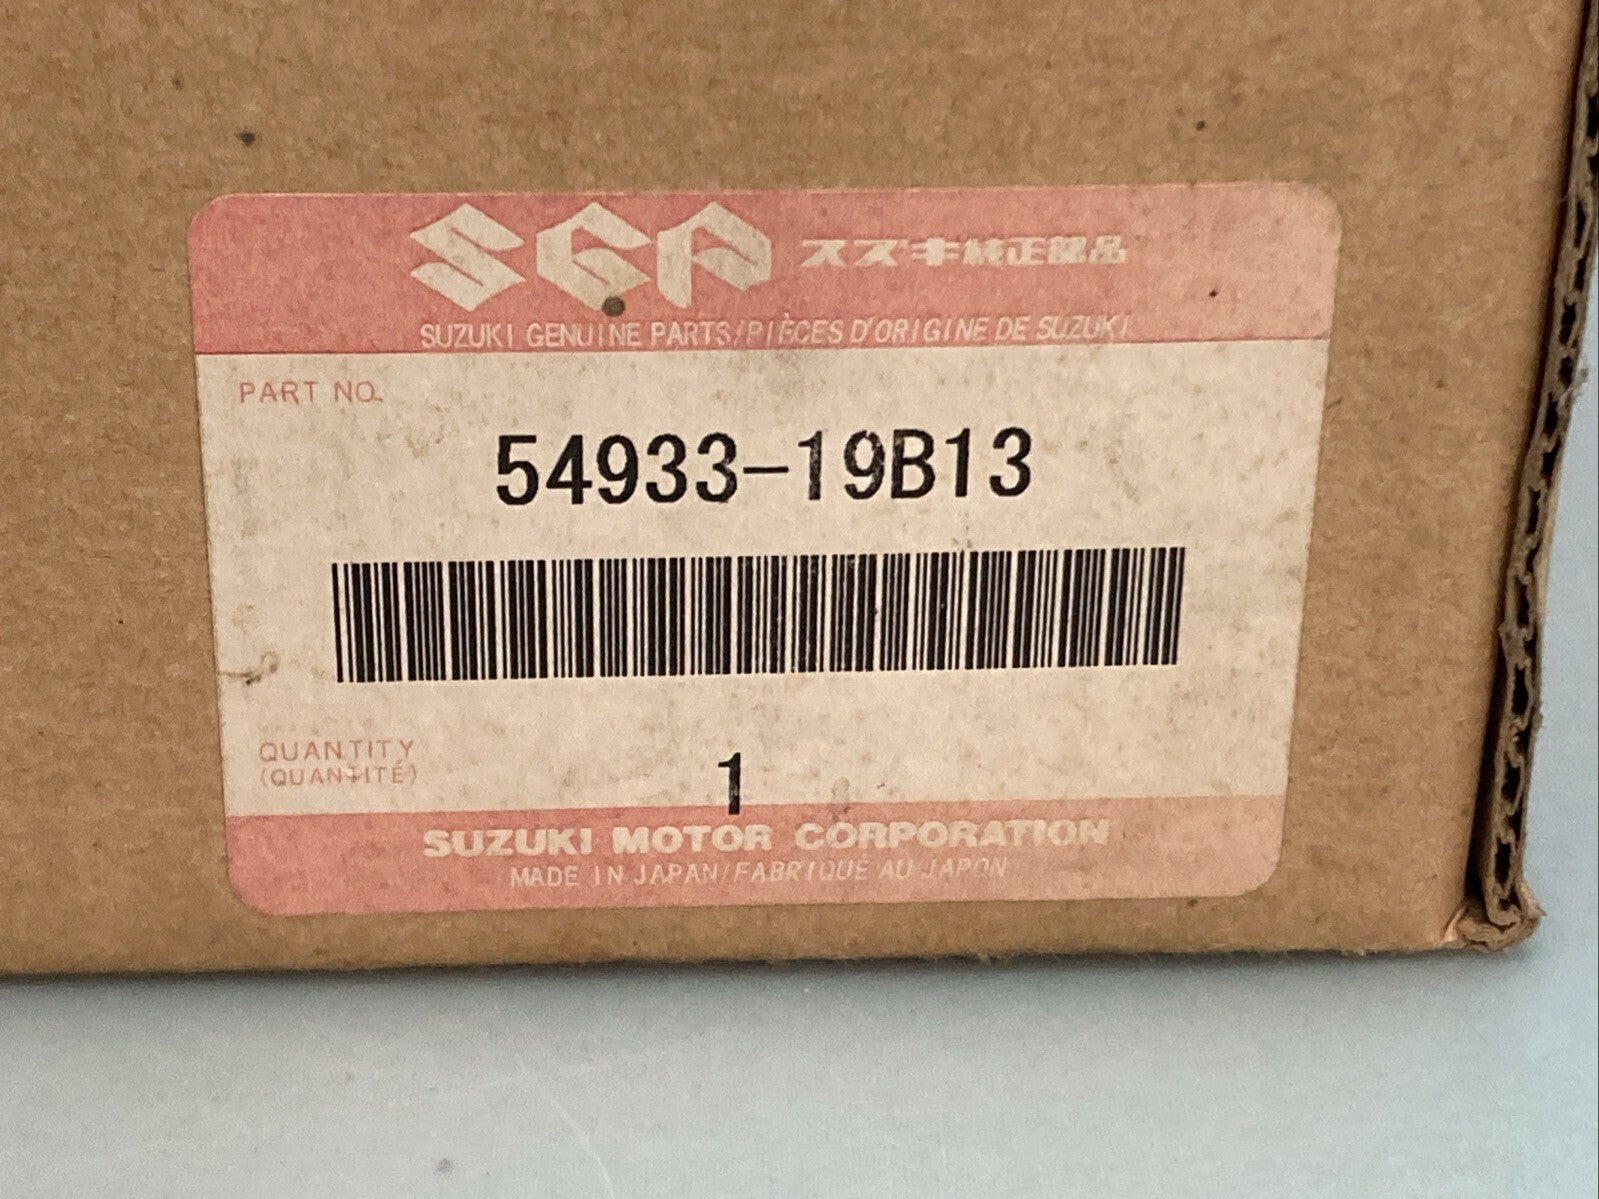 SGP スズキ純正部品
SUZUKI GENUINE PARTS/PIÈCES D'ORIGINE DE SUZUKI
PART NO.
54933-19B13
QUANTITY
(QUANTITÉ)
1
SUZUKI MOTOR CORPORATION
MADE IN JAPAN/FABRIQUÉ AU JAPON